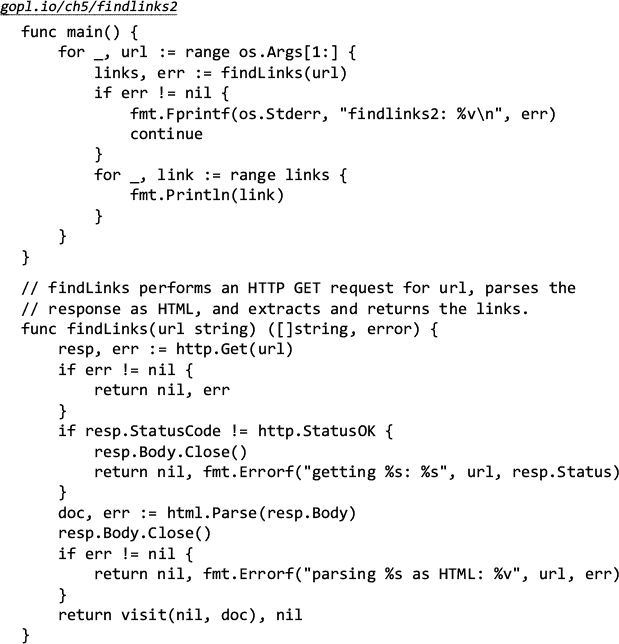 gopl.io/ch5/findlinks2
func main() {
    for _, url := range os.Args[1:] {
        links, err := findLinks(url)
        if err != nil {
            fmt.Fprintf(os.Stderr, "findlinks2: %v\n", err)
            continue
        }
        for _, link := range links {
            fmt.Println(link)
        }
    }
}
// findLinks performs an HTTP GET request for url, parses the
// response as HTML, and extracts and returns the links.
func findLinks(url string) ([]string, error) {
    resp, err := http.Get(url)
    if err != nil {
        return nil, err
    }
    if resp.StatusCode != http.StatusOK {
        resp.Body.Close()
        return nil, fmt.Errorf("getting %s: %s", url, resp.Status)
    }
    doc, err := html.Parse(resp.Body)
    resp.Body.Close()
    if err != nil {
        return nil, fmt.Errorf("parsing %s as HTML: %v", url, err)
    }
    return visit(nil, doc), nil
}